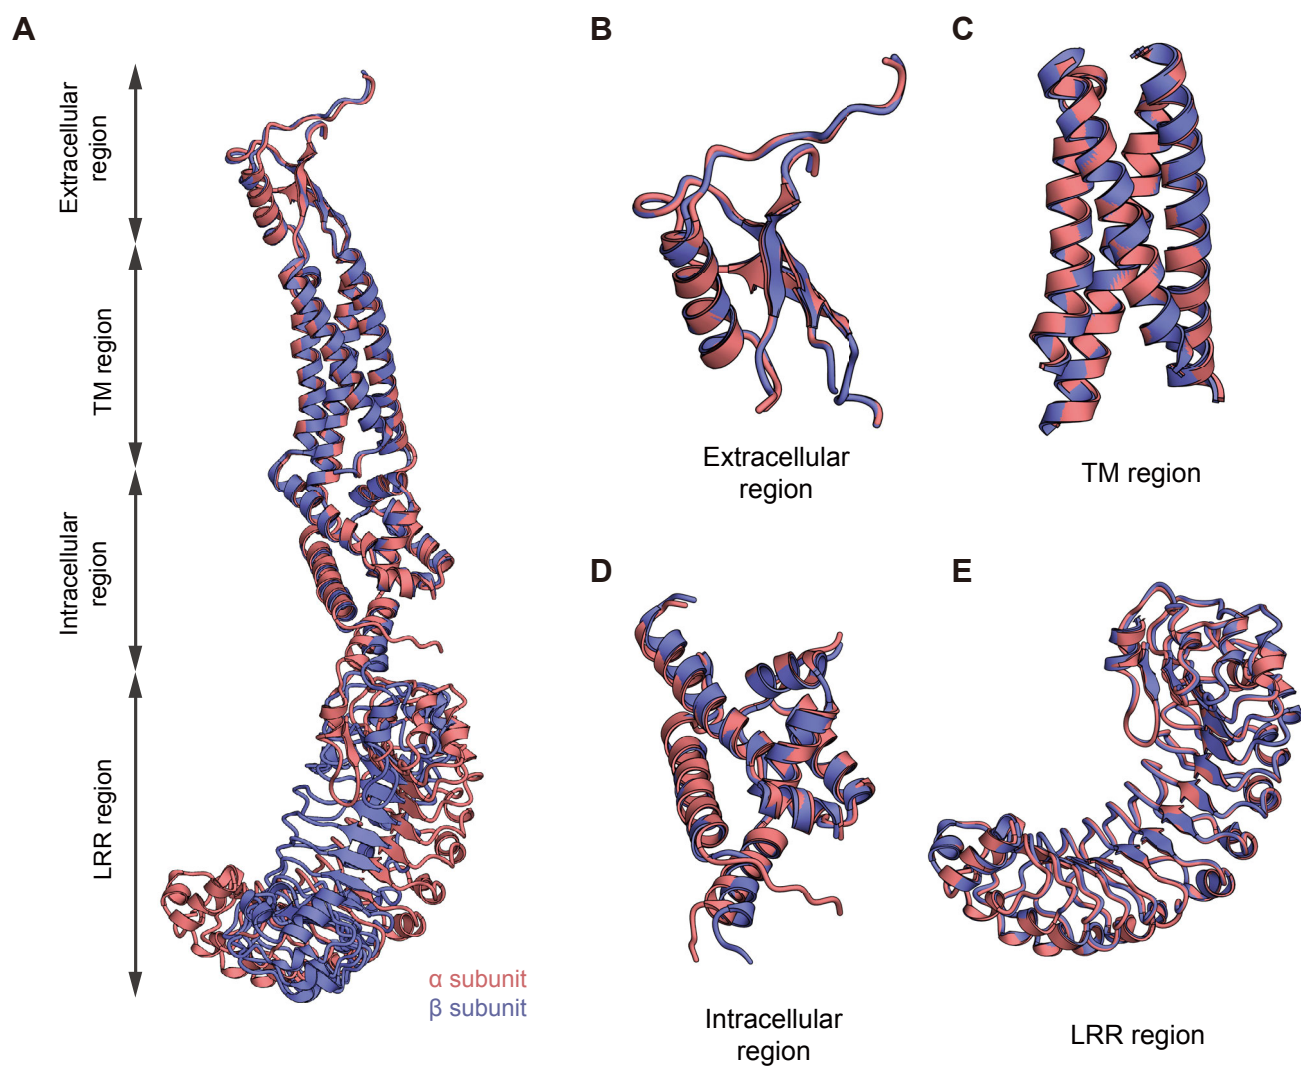 A
Extracellular
region
TM region
Intracellular
region
LRR region
α subunit
β subunit
B
Extracellular
region
C
TM region
D
Intracellular
region
E
LRR region